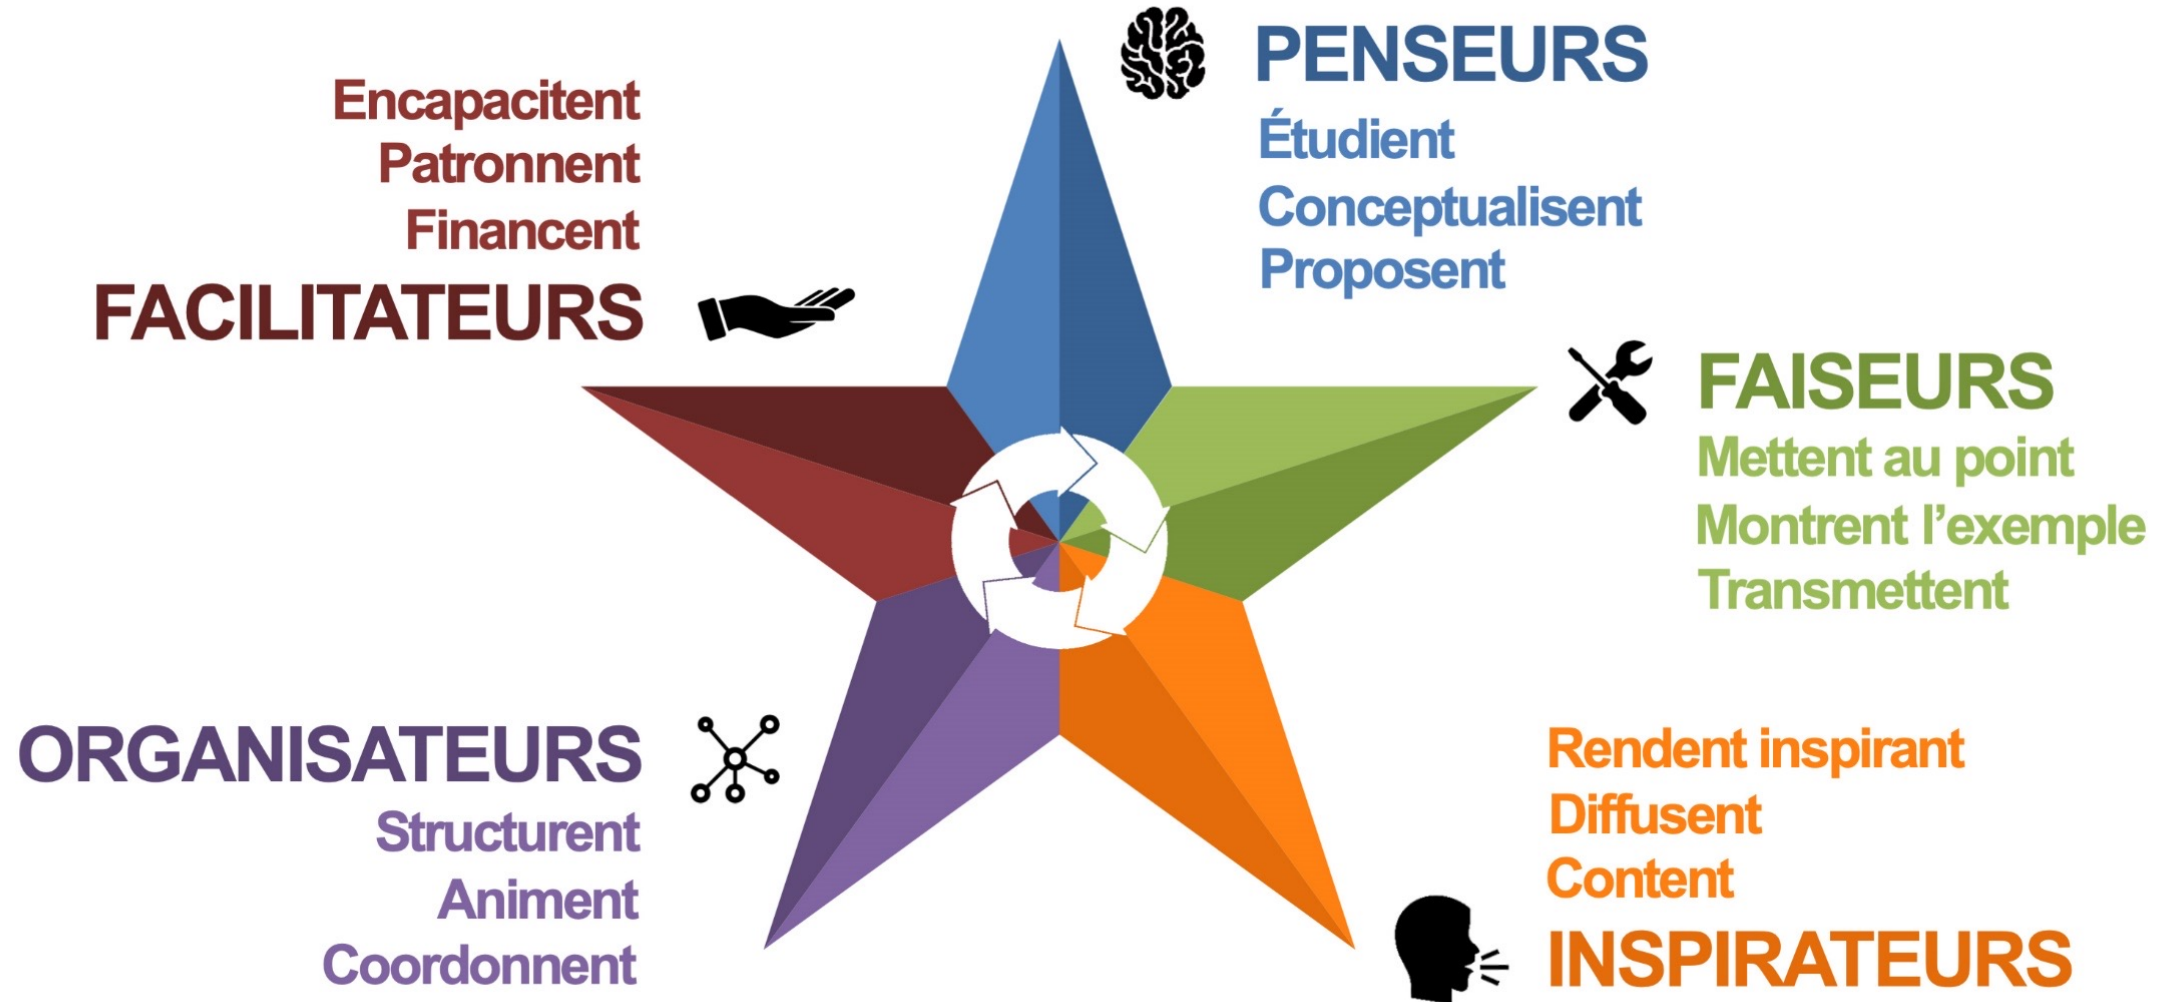 PENSEURS
Étudient
Conceptualisent
Proposent
FAISEURS
Mettent au point
Montrent l’exemple
Transmettent
Rendent inspirant
Diffusent
Content
INSPIRATEURS
ORGANISATEURS
Structurent
Animent
Coordonnent
Encapacitent
Patronnent
Financent
FACILITATEURS